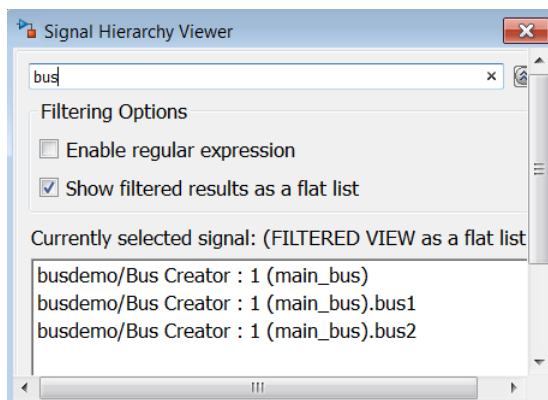 Signal Hierarchy Viewer
bus
Filtering Options
Enable regular expression
Show filtered results as a flat list
Currently selected signal: (FILTERED VIEW as a flat list
busdemo/Bus Creator : 1 (main_bus)
busdemo/Bus Creator : 1 (main_bus).bus1
busdemo/Bus Creator : 1 (main_bus).bus2